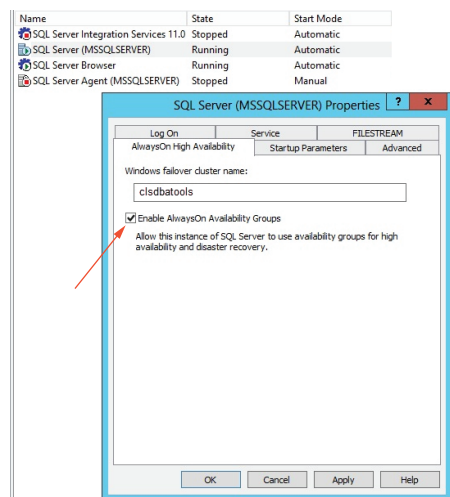 Name State Start Mode
SQL Server Integration Services 11.0 Stopped Automatic
SQL Server (MSSQLSERVER) Running Automatic
SQL Server Browser Running Automatic
SQL Server Agent (MSSQLSERVER) Stopped Manual
SQL Server (MSSQLSERVER) Properties ? x
Log On Service FILESTREAM
AlwaysOn High Availability Startup Parameters Advanced
Windows failover cluster name:
clsdbatools
Enable AlwaysOn Availability Groups
Allow this instance of SQL Server to use availability groups for high
availability and disaster recovery.
OK Cancel Apply Help